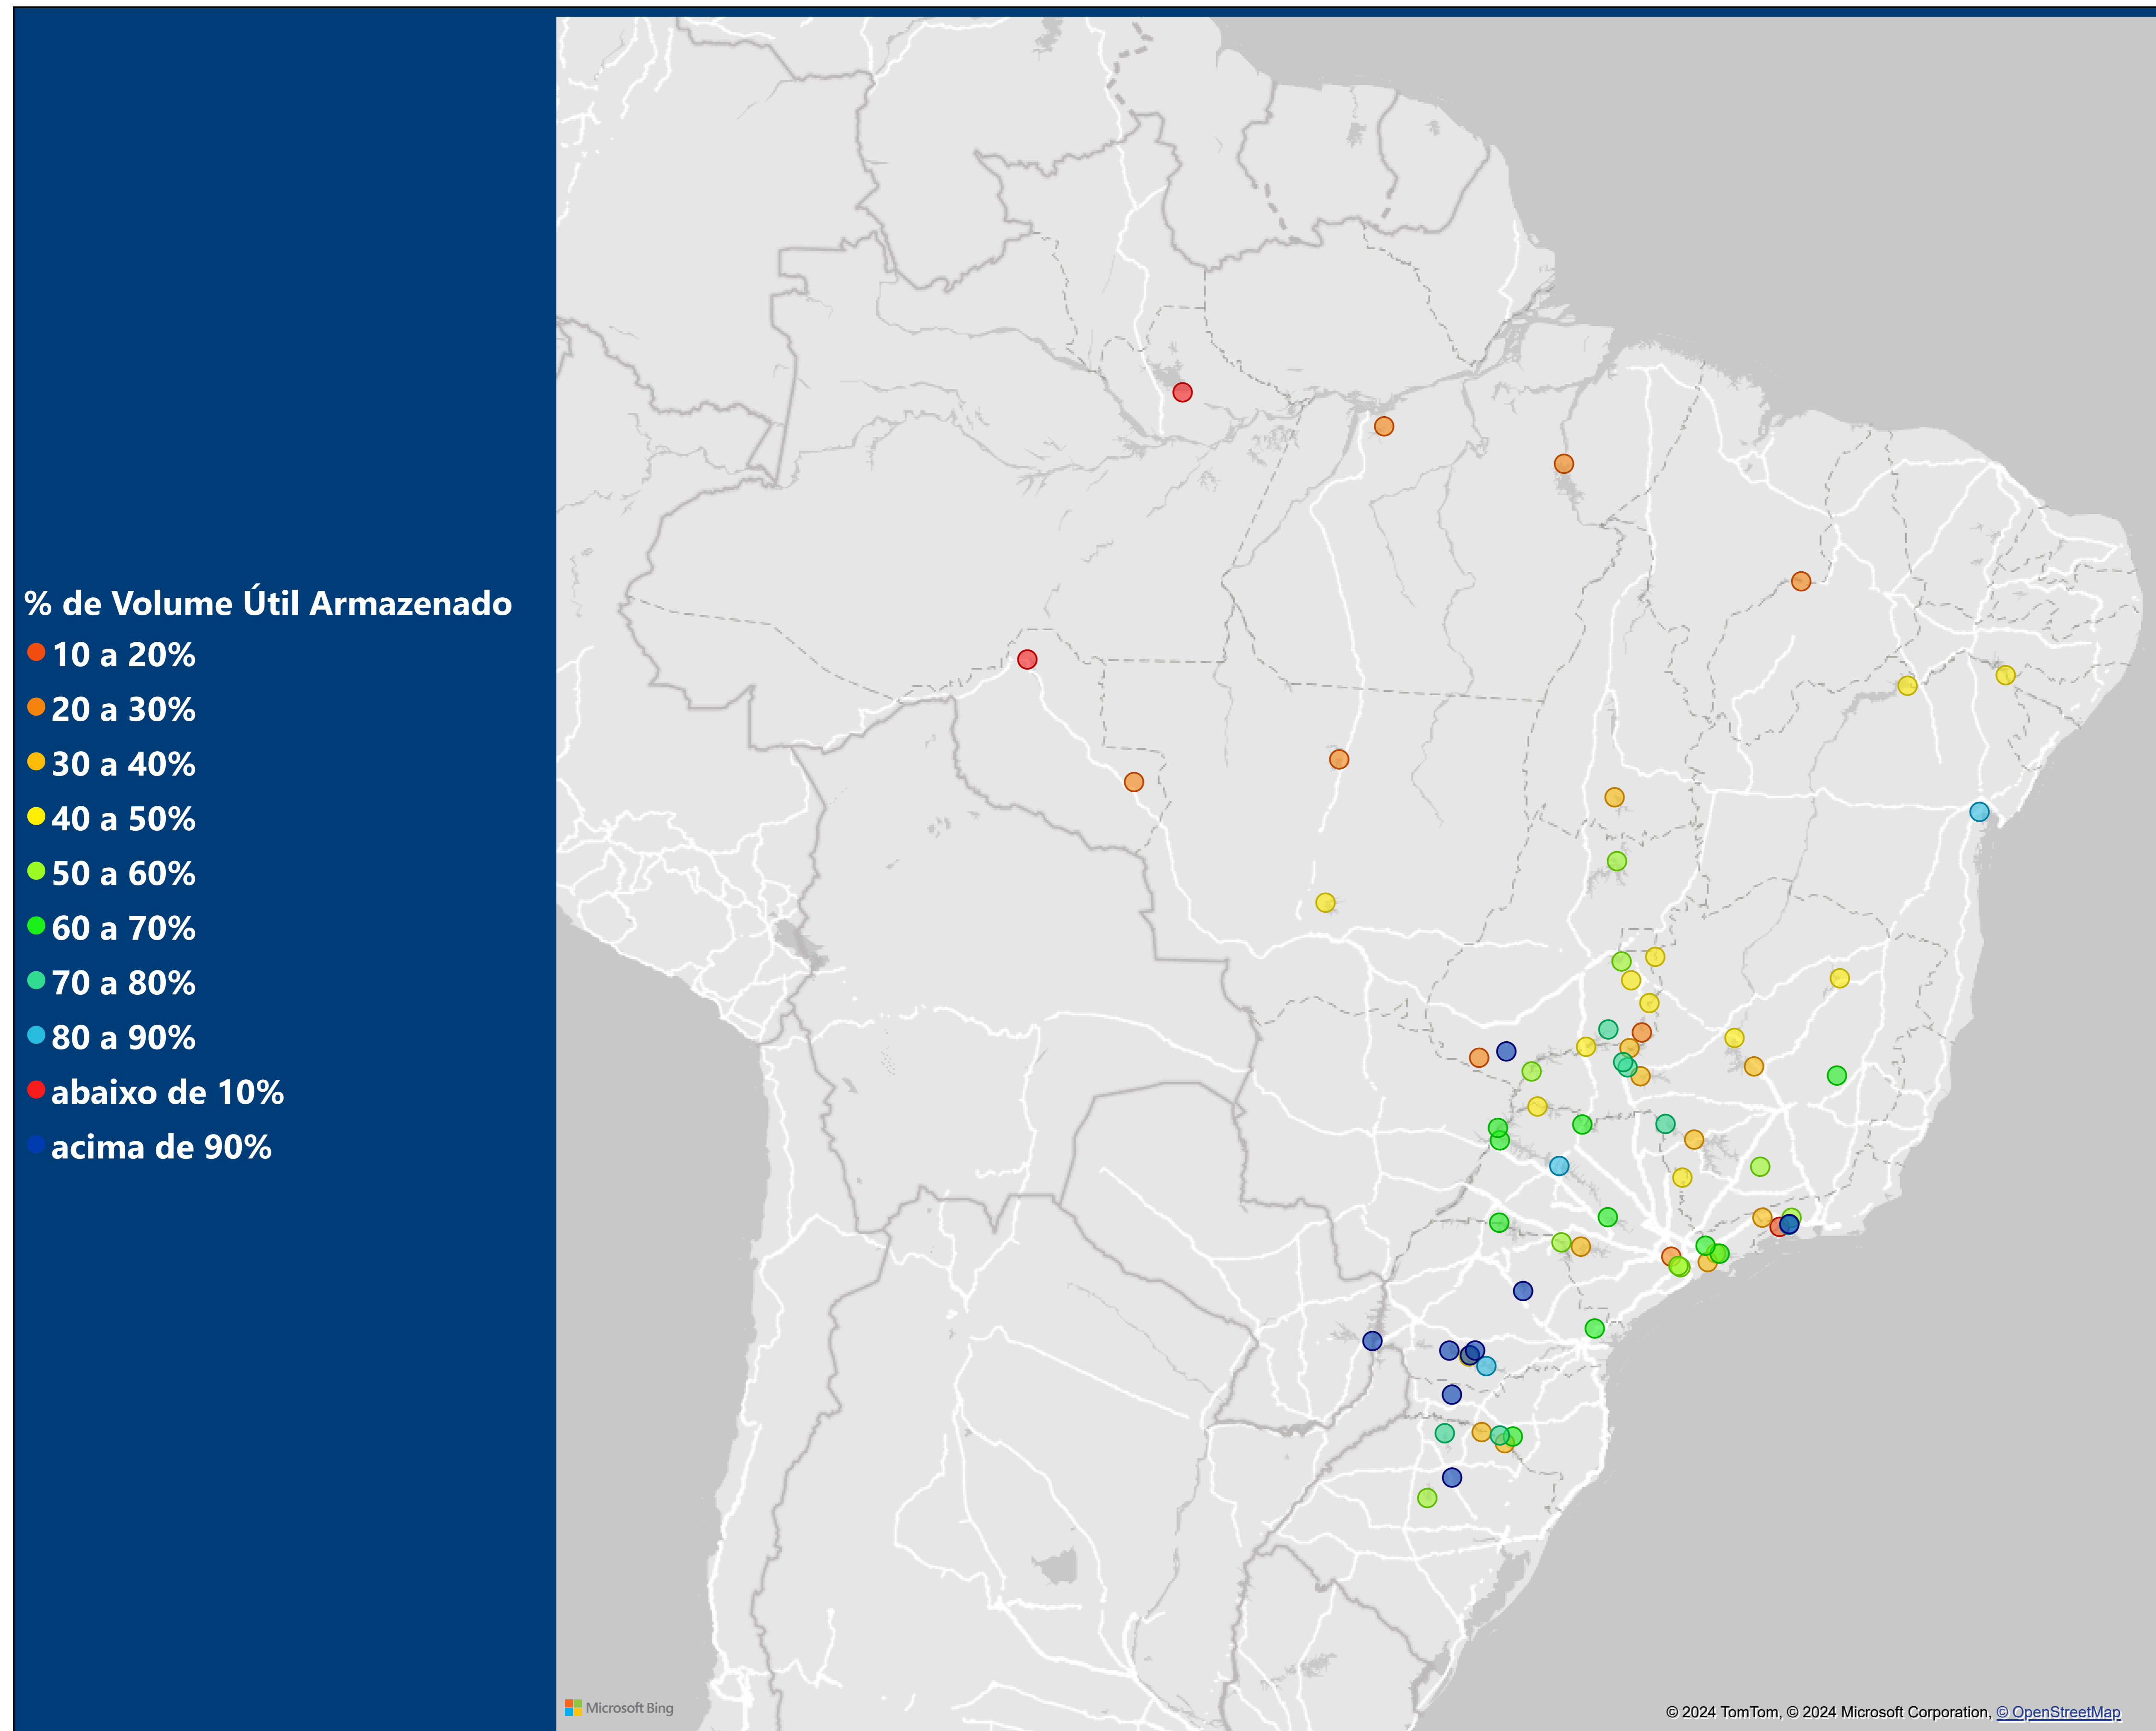 % de Volume Útil Armazenado
10 a 20%
20 a 30%
30 a 40%
40 a 50%
50 a 60%
60 a 70%
70 a 80%
80 a 90%
abaixo de 10%
acima de 90%
Microsoft Bing
© 2024 TomTom, © 2024 Microsoft Corporation, © OpenStreetMap